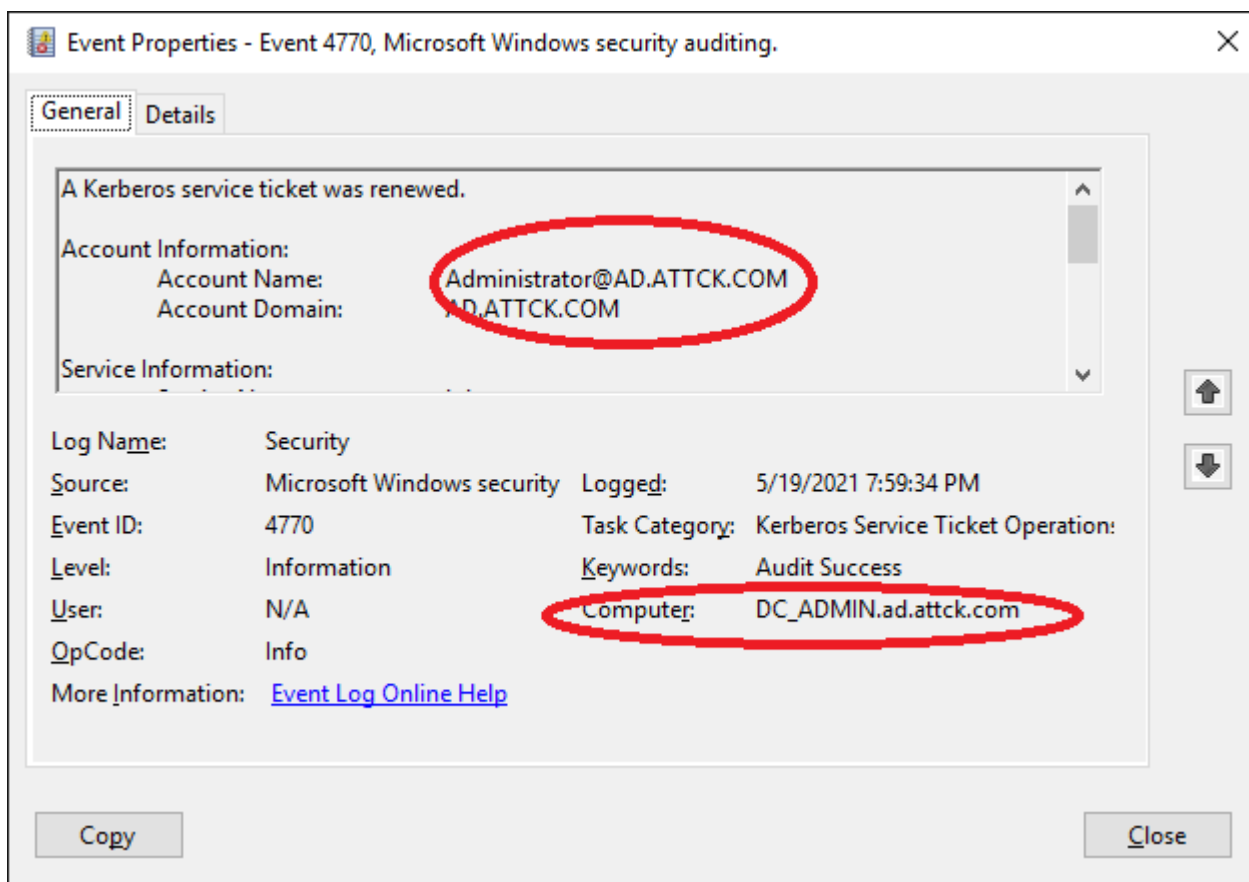 Event Properties - Event 4770, Microsoft Windows security auditing.
General Details
A Kerberos service ticket was renewed.
Account Information:
Account Name: Administrator@AD.ATTCK.COM
Account Domain: AD.ATTCK.COM
Service Information:
Log Name: Security
Source: Microsoft Windows security Logged: 5/19/2021 7:59:34 PM
Event ID: 4770 Task Category: Kerberos Service Ticket Operations
Level: Information Keywords: Audit Success
User: N/A Computer: DC_ADMIN.ad.attck.com
OpCode: Info
More Information: Event Log Online Help
Copy Close